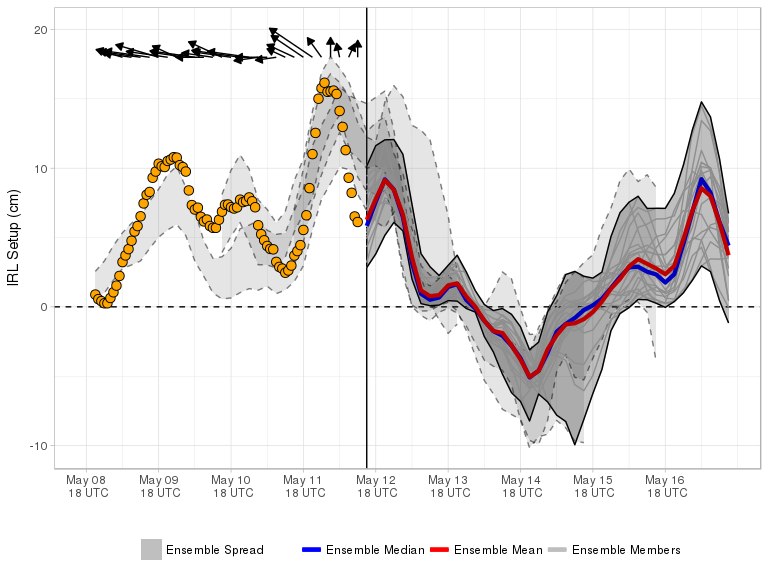 20
10
0
-10
IRL Setup (cm)
May 08 May 09 May 10 May 11 May 12 May 13 May 14 May 15 May 16
18 UTC 18 UTC 18 UTC 18 UTC 18 UTC 18 UTC 18 UTC 18 UTC 18 UTC
Ensemble Spread Ensemble Median Ensemble Mean Ensemble Members